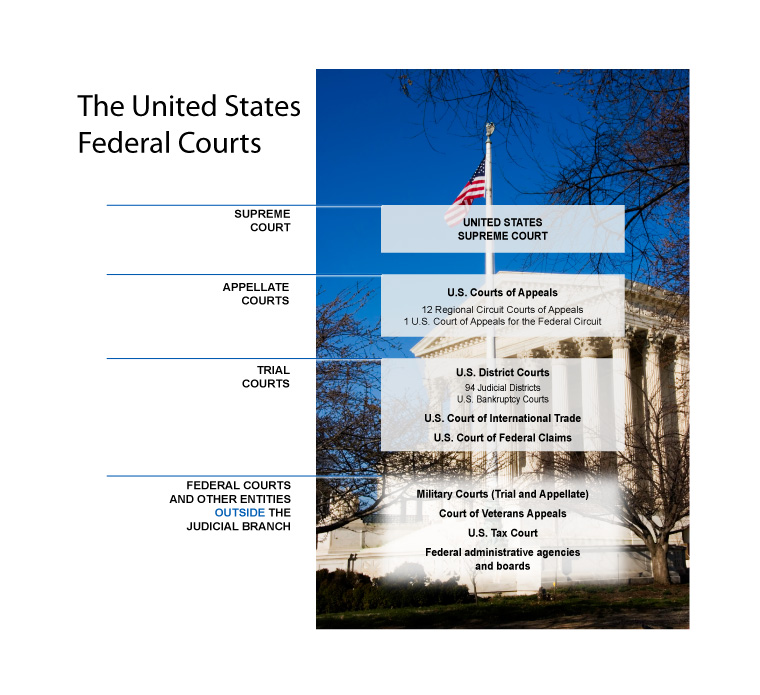 The United States
Federal Courts
SUPREME
COURT
UNITED STATES
SUPREME COURT
APPELLATE
COURTS
U.S. Courts of Appeals
12 Regional Circuit Courts of Appeals
1 U.S. Court of Appeals for the Federal Circuit
TRIAL
COURTS
U.S. District Courts
94 Judicial Districts
U.S. Bankruptcy Courts
U.S. Court of International Trade
U.S. Court of Federal Claims
FEDERAL COURTS
AND OTHER ENTITIES
OUTSIDE THE
JUDICIAL BRANCH
Military Courts (Trial and Appellate)
Court of Veterans Appeals
U.S. Tax Court
Federal administrative agencies
and boards